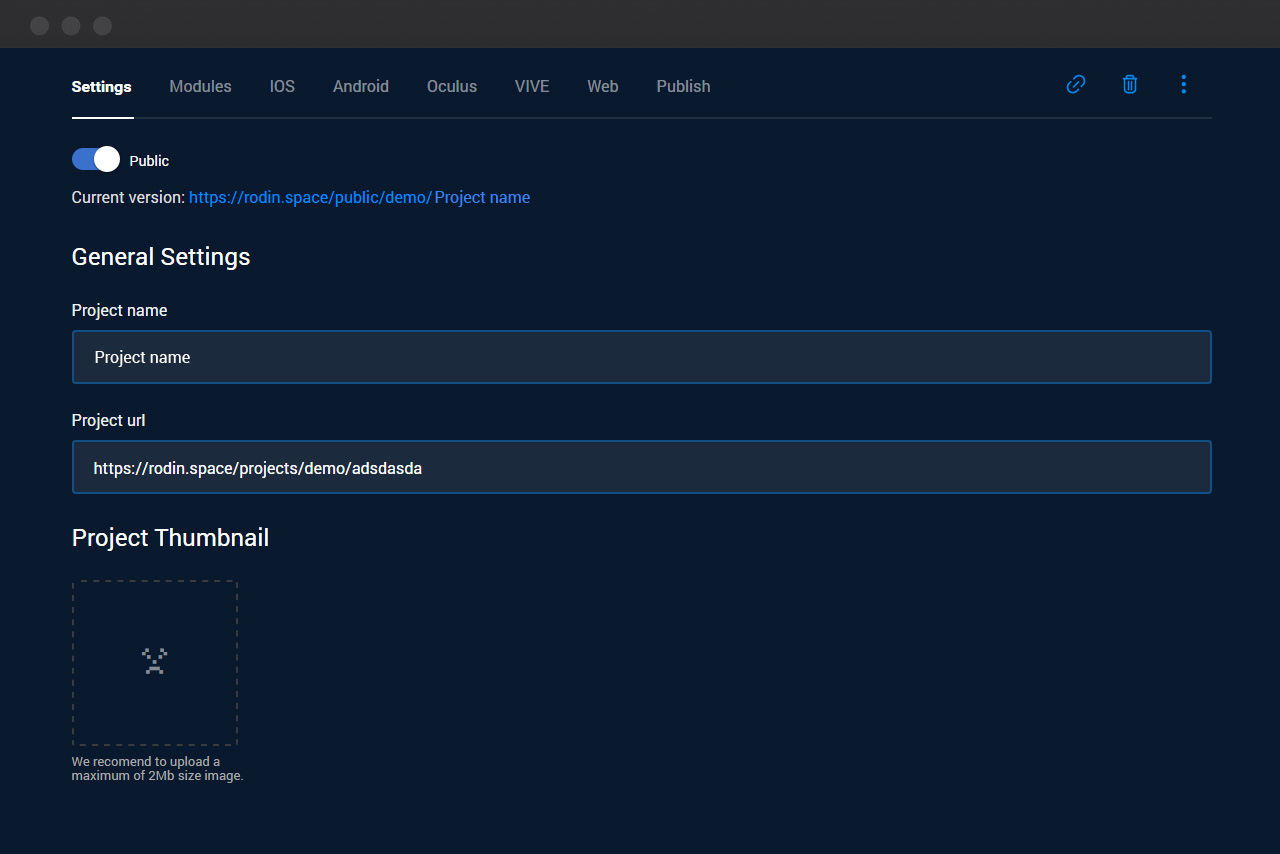 Settings Modules IOS Android Oculus VIVE Web Publish
Public
Current version: https://rodin.space/public/demo/Project name
General Settings
Project name
Project name
Project url
https://rodin.space/projects/demo/adsdasda
Project Thumbnail
We recomend to upload a
maximum of 2Mb size image.